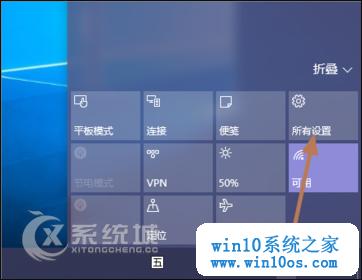 折叠
平板模式
连接
便笺
所有设置
节电模式
VPN
50%
可用
定位
系统城
XITONGCHENG.COM
五
win10系统之家
www.win10os.com